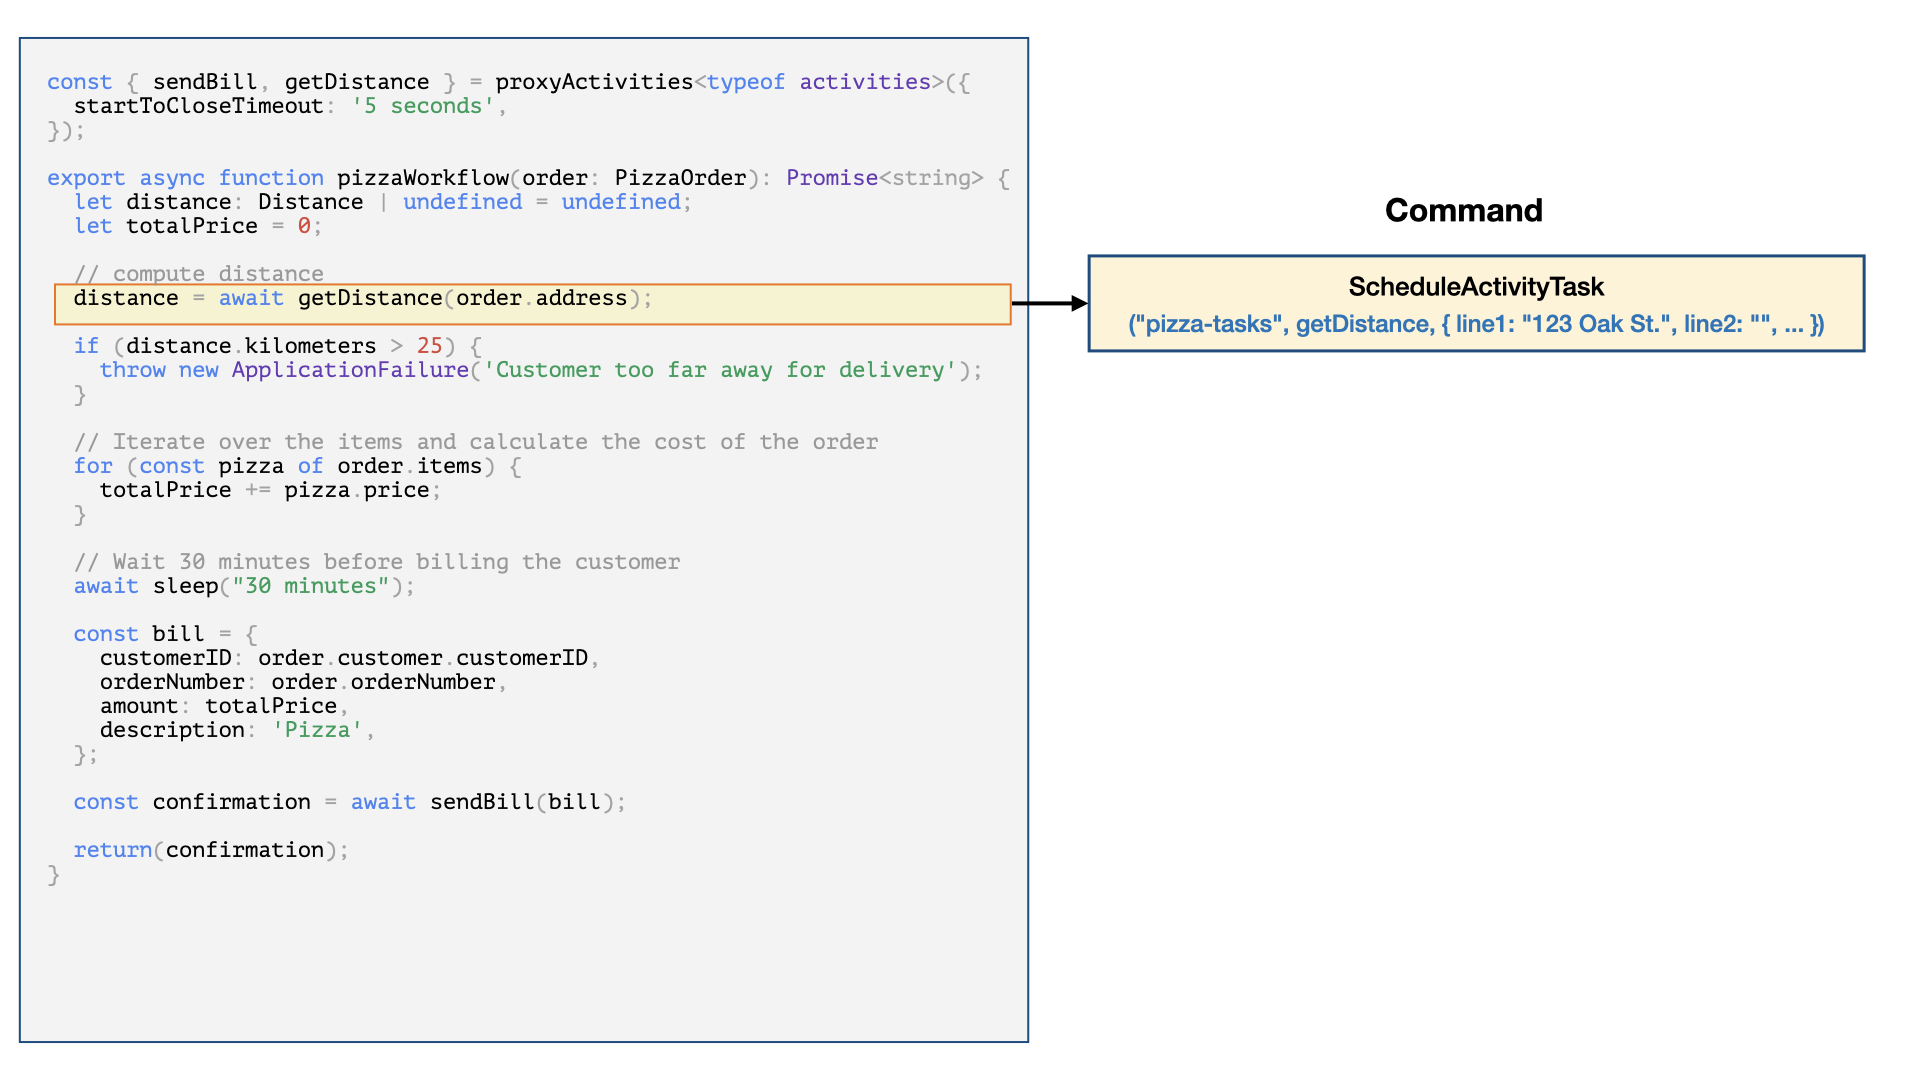 const { sendBill, getDistance } = proxyActivities<typeof activities>({
  startToCloseTimeout: '5 seconds',
});

export async function pizzaWorkflow(order: PizzaOrder): Promise<string> {
  let distance: Distance | undefined = undefined;
  let totalPrice = 0;

  // compute distance
  distance = await getDistance(order.address);

  if (distance.kilometers > 25) {
    throw new ApplicationFailure('Customer too far away for delivery');
  }

  // Iterate over the items and calculate the cost of the order
  for (const pizza of order.items) {
    totalPrice += pizza.price;
  }

  // Wait 30 minutes before billing the customer
  await sleep("30 minutes");

  const bill = {
    customerID: order.customer.customerID,
    orderNumber: order.orderNumber,
    amount: totalPrice,
    description: 'Pizza',
  };

  const confirmation = await sendBill(bill);

  return(confirmation);
}
Command
ScheduleActivityTask
("pizza-tasks", getDistance, { line1: "123 Oak St.", line2: "", ... })